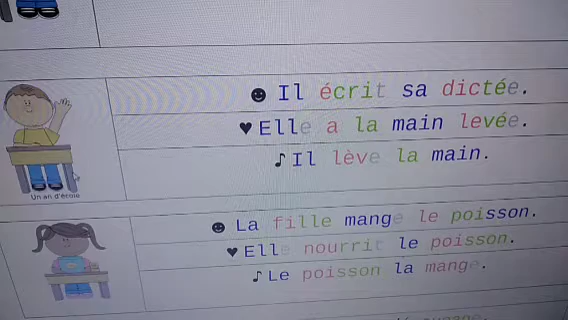 ☻ Il écrit sa dictée.
♥ Elle a la main levée.
♪ Il lève la main.
Un an d'école
☻ La fille mange le poisson.
♥ Elle nourrit le poisson.
♪ Le poisson la mange.